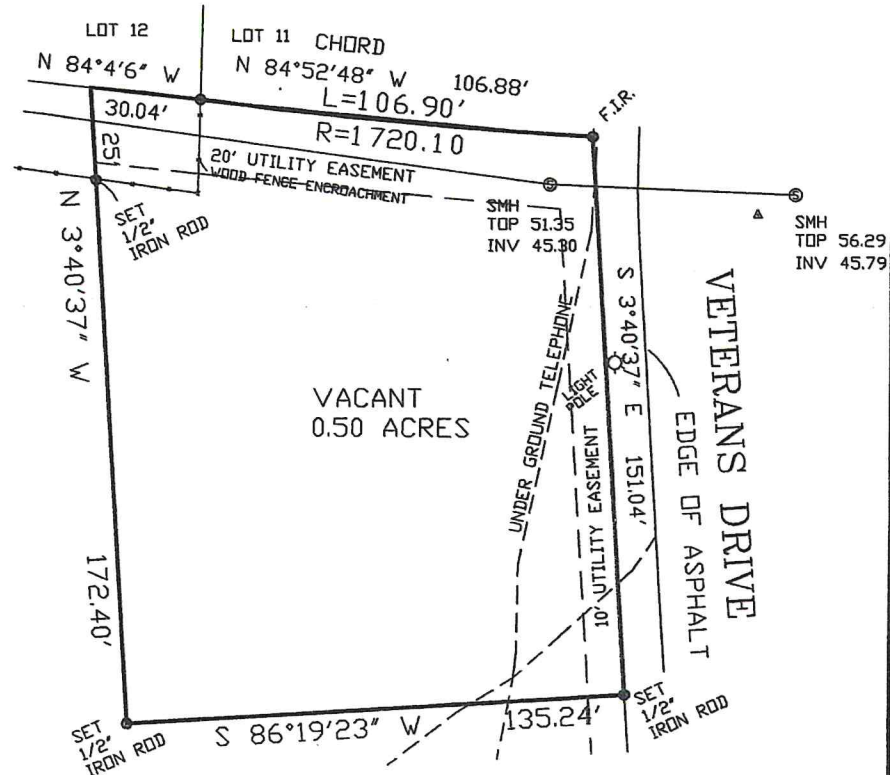 LOT 12
LOT 11 CHORD
N 84°4'6" W
N 84°52'48" W 106.88'
L=106.90'
R=1720.10
30.04'
F.I.R.
25'
20' UTILITY EASEMENT
WOOD FENCE ENCROACHMENT
SET
1/2"
IRON ROD
S
S
SMH
TOP 51.35
INV 45.30
SMH
TOP 56.29
INV 45.79
N 3°40'37" W
172.40'
VACANT
0.50 ACRES
UNDER GROUND TELEPHONE
LIGHT
POLE
10' UTILITY EASEMENT
S 3°40'37" E 151.04'
EDGE OF ASPHALT
VETERANS DRIVE
SET
1/2"
IRON ROD
S 86°19'23" W 135.24'
SET
1/2"
IRON ROD